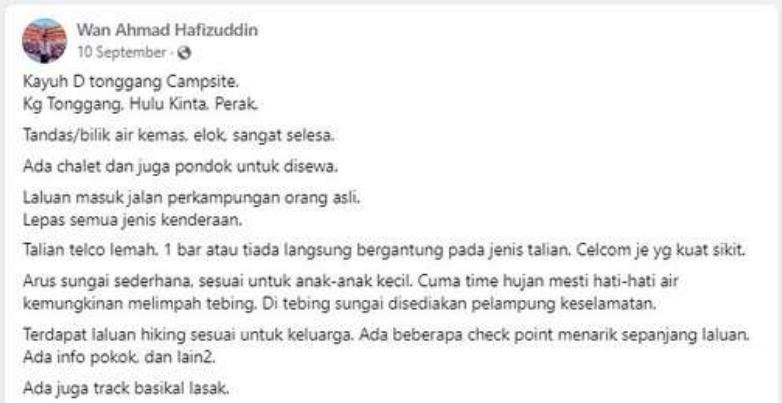 Wan Ahmad Hafizuddin
10 September ·
Kayuh D tonggang Campsite.
Kg Tonggang, Hulu Kinta, Perak.
Tandas/bilik air kemas, elok, sangat selesa.
Ada chalet dan juga pondok untuk disewa.
Laluan masuk jalan perkampungan orang asli.
Lepas semua jenis kenderaan.
Talian telco lemah. 1 bar atau tiada langsung bergantung pada jenis talian. Celcom je yg kuat sikit.
Arus sungai sederhana, sesuai untuk anak-anak kecil. Cuma time hujan mesti hati-hati air
kemungkinan melimpah tebing. Di tebing sungai disediakan pelampung keselamatan.
Terdapat laluan hiking sesuai untuk keluarga. Ada beberapa check point menarik sepanjang laluan.
Ada info pokok, dan lain2.
Ada juga track basikal lasak.